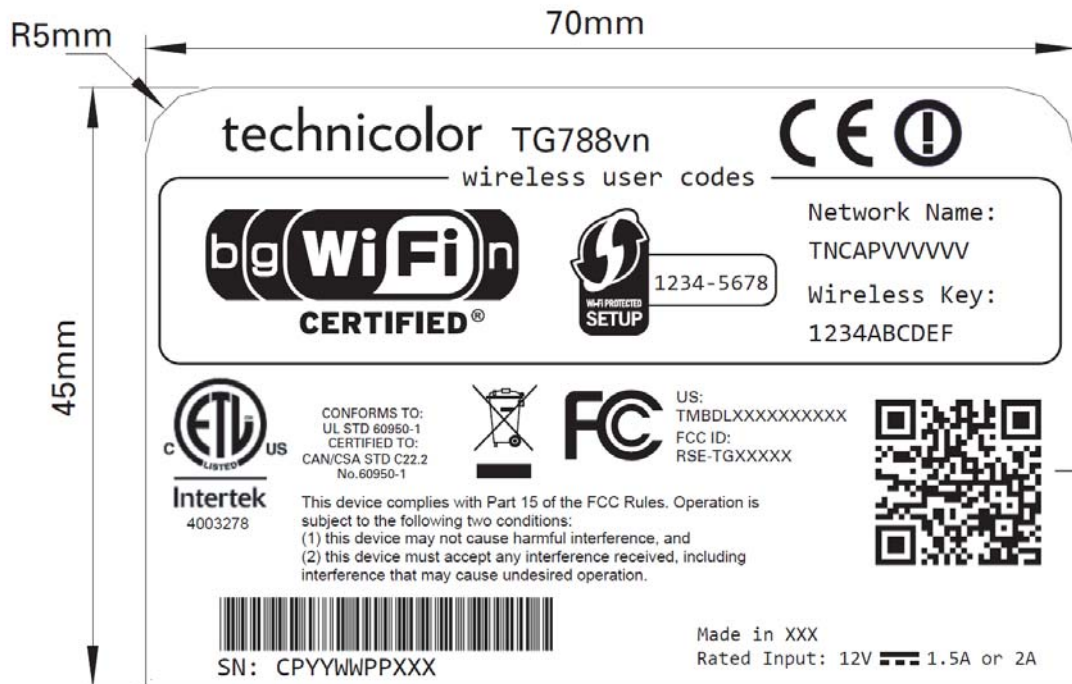 70mm
R5mm
technicolor TG788vn CE
wireless user codes
b g WiFi n
CERTIFIED®
Wi-Fi PROTECTED
SETUP
1234-5678
Network Name:
TNCAPVVVVVV
Wireless Key:
1234ABCDEF
45mm
C ETL US
LISTED
Intertek
4003278
CONFORMS TO:
UL STD 60950-1
CERTIFIED TO:
CAN/CSA STD C22.2
No.60950-1
FC
US:
TMBDLXXXXXXXXXX
FCC ID:
RSE-TGXXXXX
This device complies with Part 15 of the FCC Rules. Operation is
subject to the following two conditions:
(1) this device may not cause harmful interference, and
(2) this device must accept any interference received, including
interference that may cause undesired operation.
SN: CPYYWWPPXXX
Made in XXX
Rated Input: 12V 1.5A or 2A